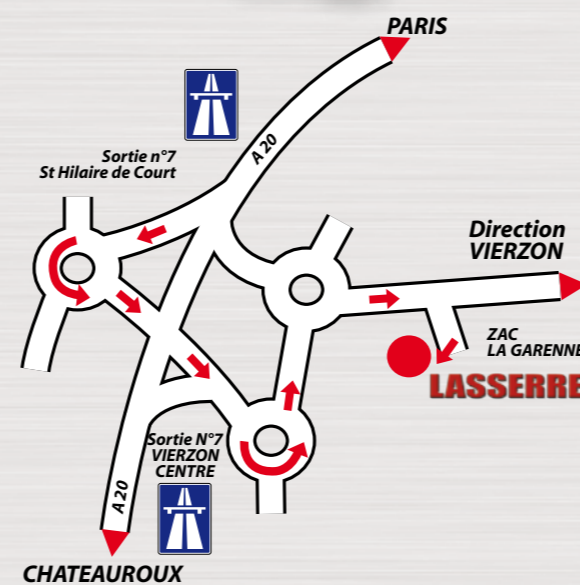 PARIS
A 20
Sortie n°7
St Hilaire de Court
Direction
VIERZON
ZAC
LA GARENNE
LASSERRE
Sortie N°7
VIERZON
CENTRE
A 20
CHATEAUROUX